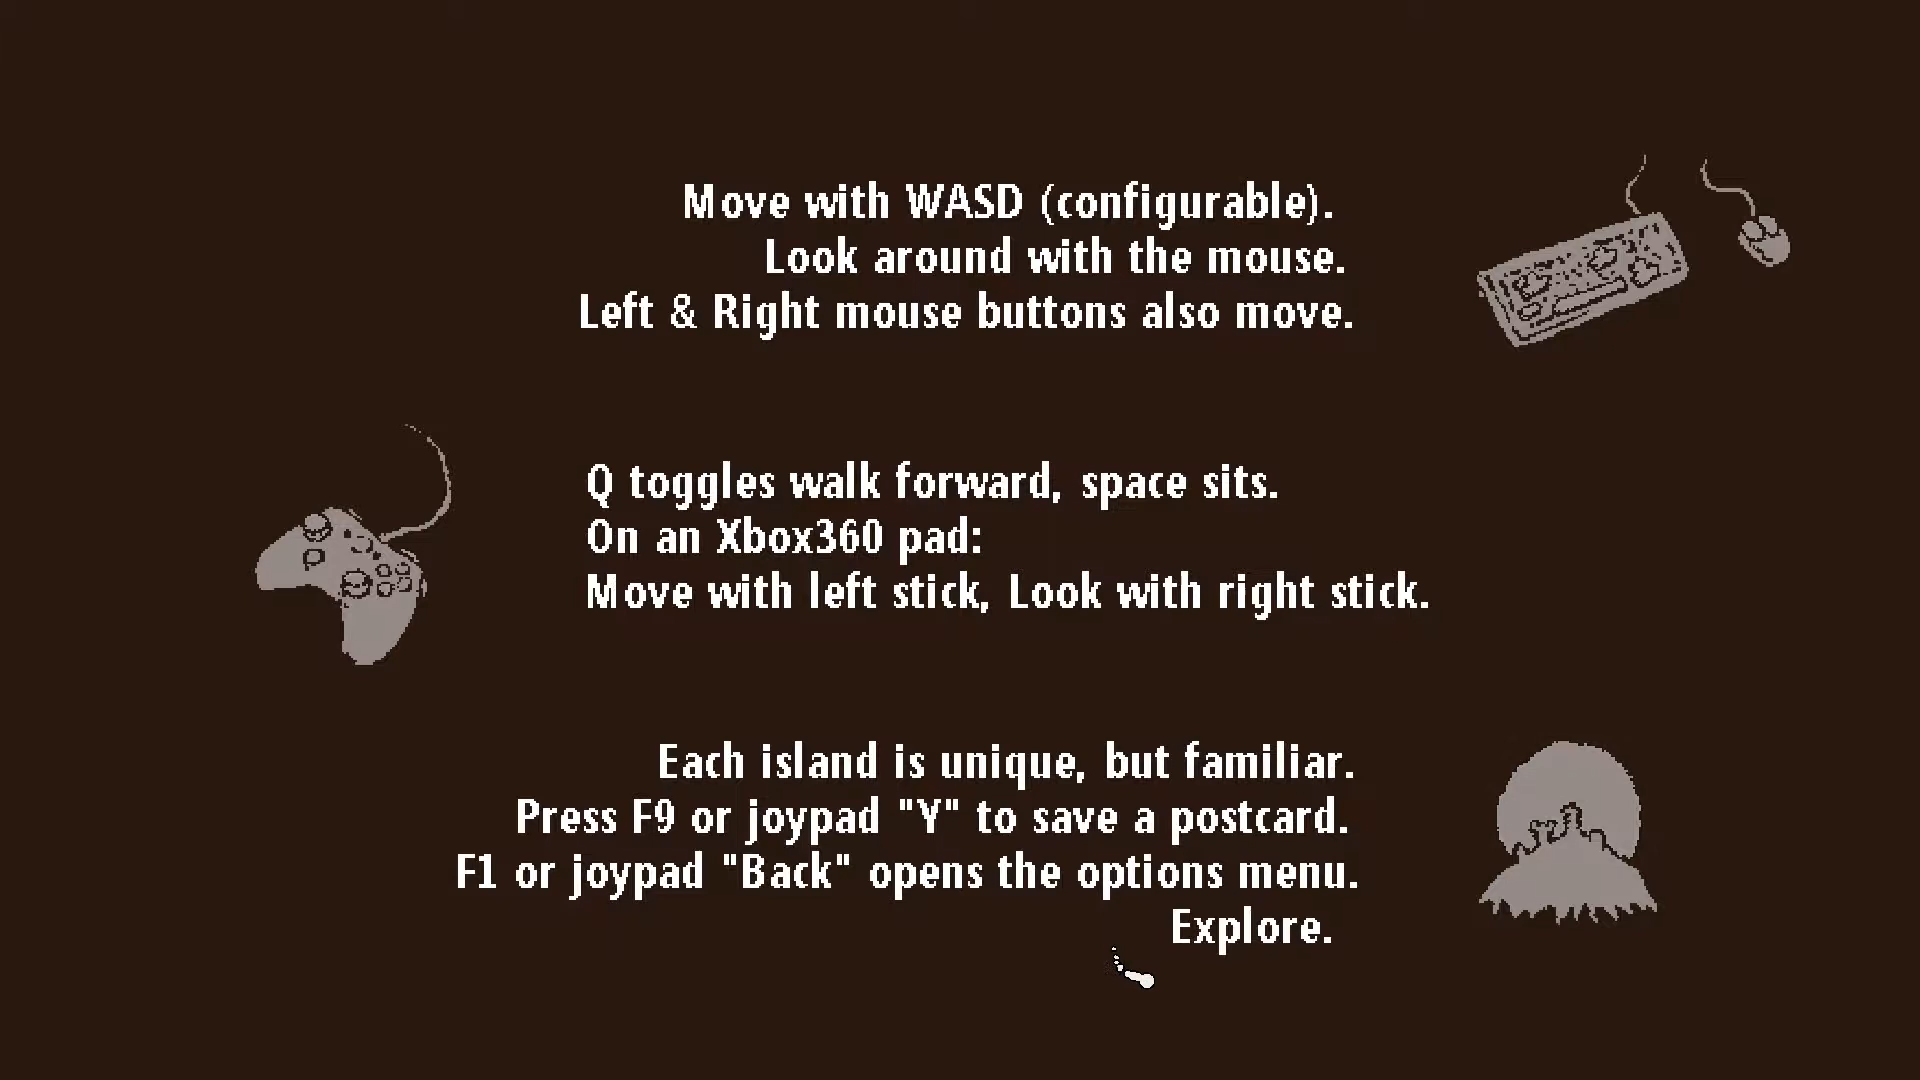 Move with WASD (configurable).
Look around with the mouse.
Left & Right mouse buttons also move.
Q toggles walk forward, space sits.
On an Xbox360 pad:
Move with left stick, Look with right stick.
Each island is unique, but familiar.
Press F9 or joypad "Y" to save a postcard.
F1 or joypad "Back" opens the options menu.
Explore.